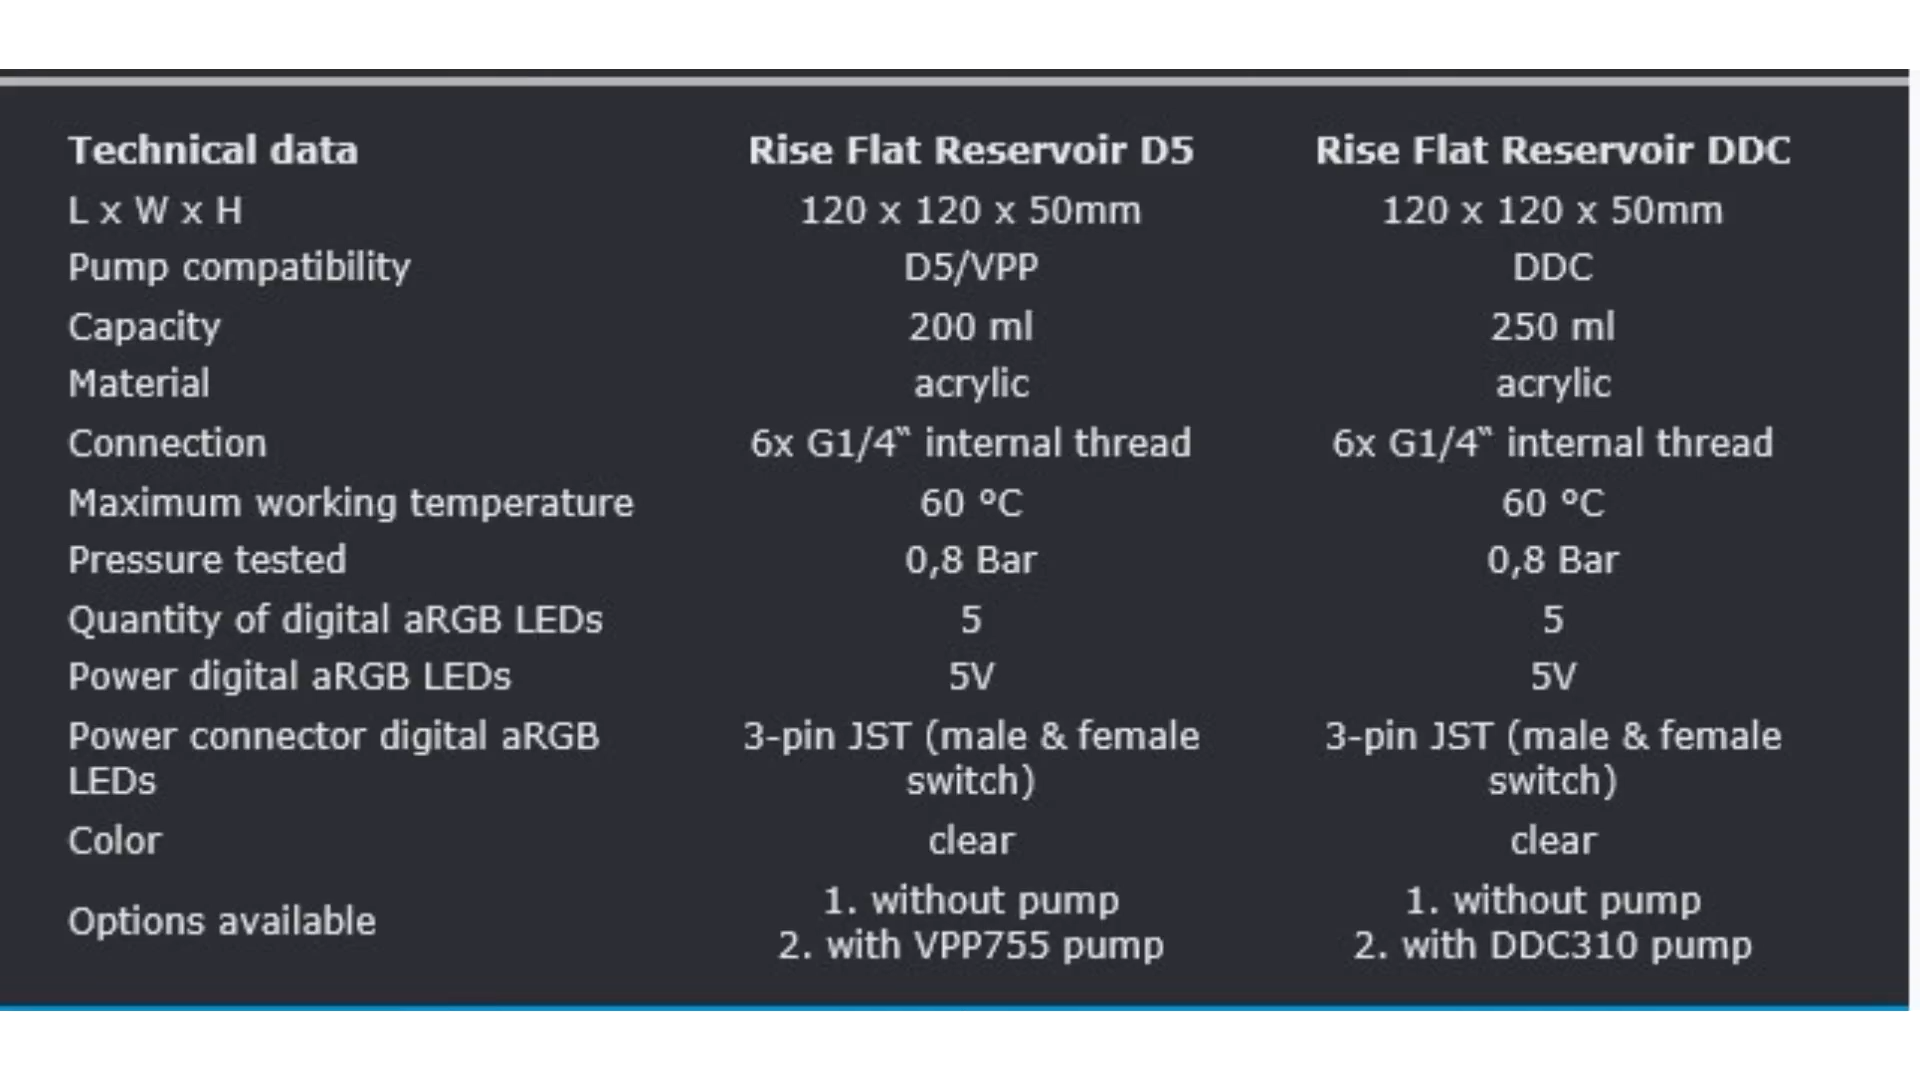 Technical data Rise Flat Reservoir D5 Rise Flat Reservoir DDC
L x W x H 120 x 120 x 50mm 120 x 120 x 50mm
Pump compatibility D5/VPP DDC
Capacity 200 ml 250 ml
Material acrylic acrylic
Connection 6x G1/4‟ internal thread 6x G1/4‟ internal thread
Maximum working temperature 60 °C 60 °C
Pressure tested 0,8 Bar 0,8 Bar
Quantity of digital aRGB LEDs 5 5
Power digital aRGB LEDs 5V 5V
Power connector digital aRGB 3-pin JST (male & female 3-pin JST (male & female
LEDs switch) switch)
Color clear clear
1. without pump 1. without pump
Options available
2. with VPP755 pump 2. with DDC310 pump